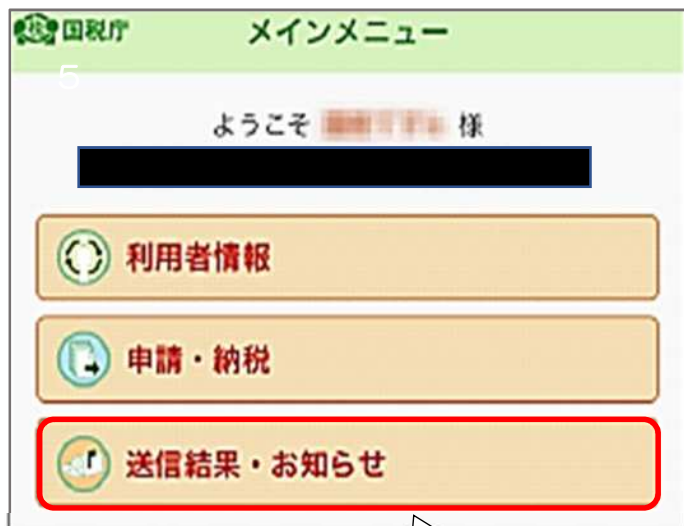 国税庁 メインメニュー
5
ようこそ 様
利用者情報
申請・納税
送信結果・お知らせ